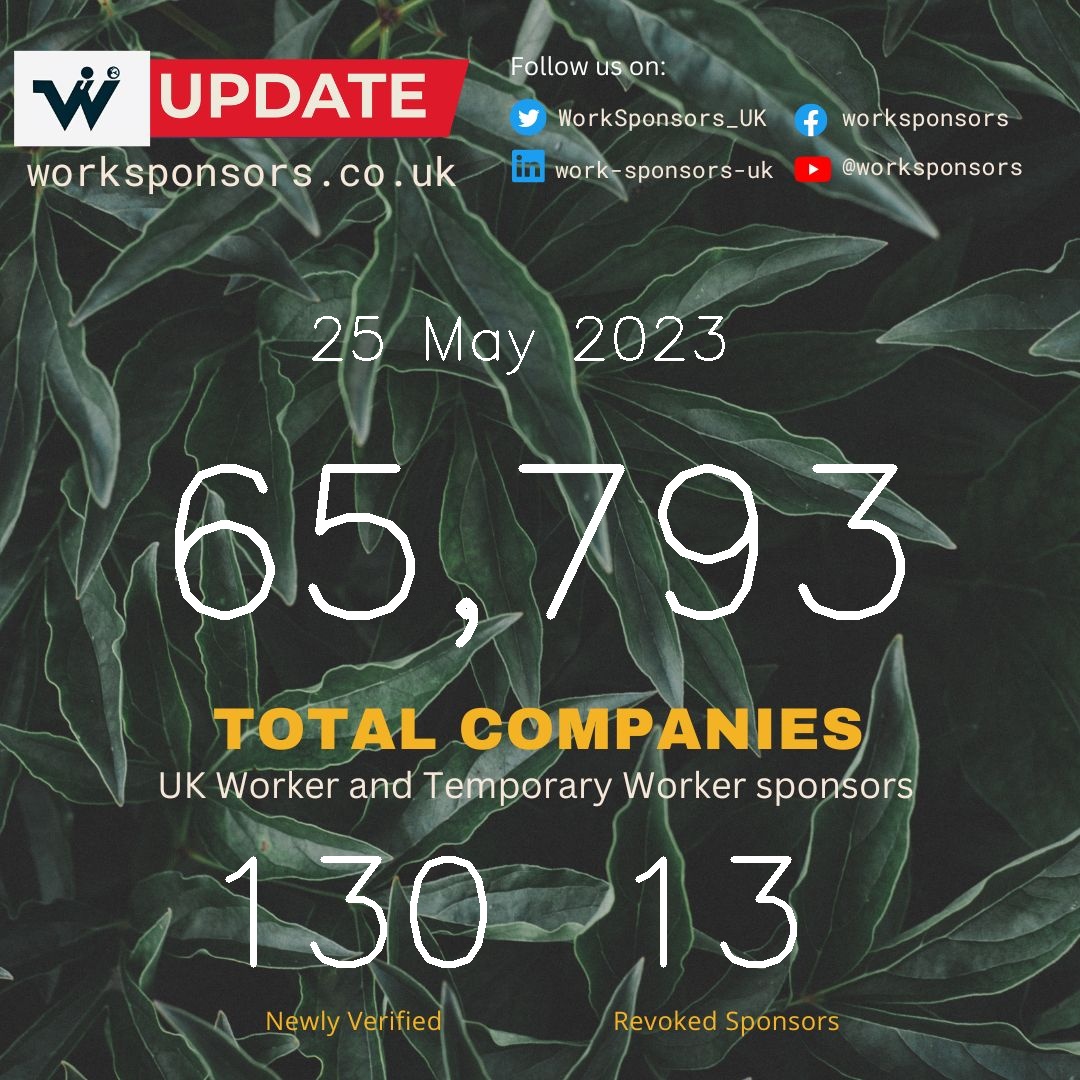 UPDATE
worksponsors.co.uk
Follow us on:
WorkSponsors_UK
worksponsors
work-sponsors-uk
@worksponsors
25 May 2023
65,793
TOTAL COMPANIES
UK Worker and Temporary Worker sponsors
130
13
Newly Verified
Revoked Sponsors